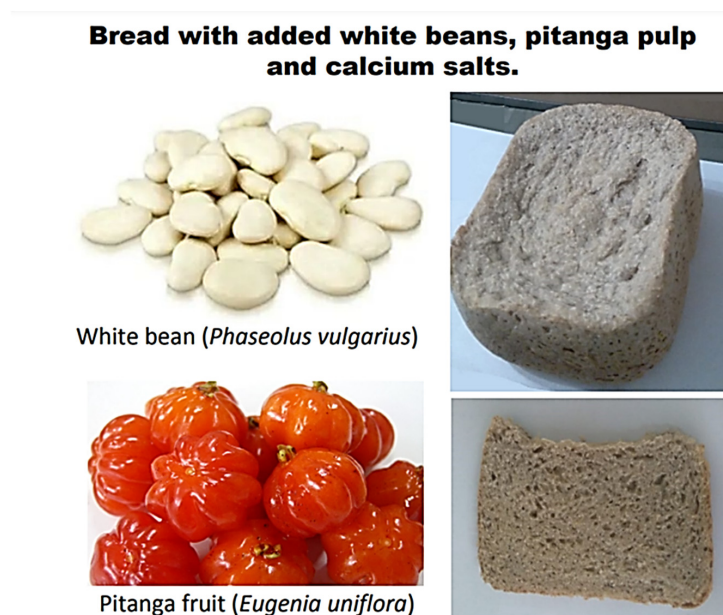 Bread with added white beans, pitanga pulp
and calcium salts.
White bean (Phaseolus vulgarius)
Pitanga fruit (Eugenia uniflora)